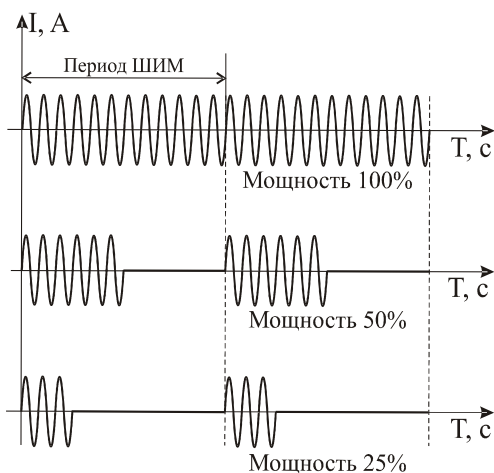 I, A
Период ШИМ
T, c
Мощность 100%
T, c
Мощность 50%
T, c
Мощность 25%